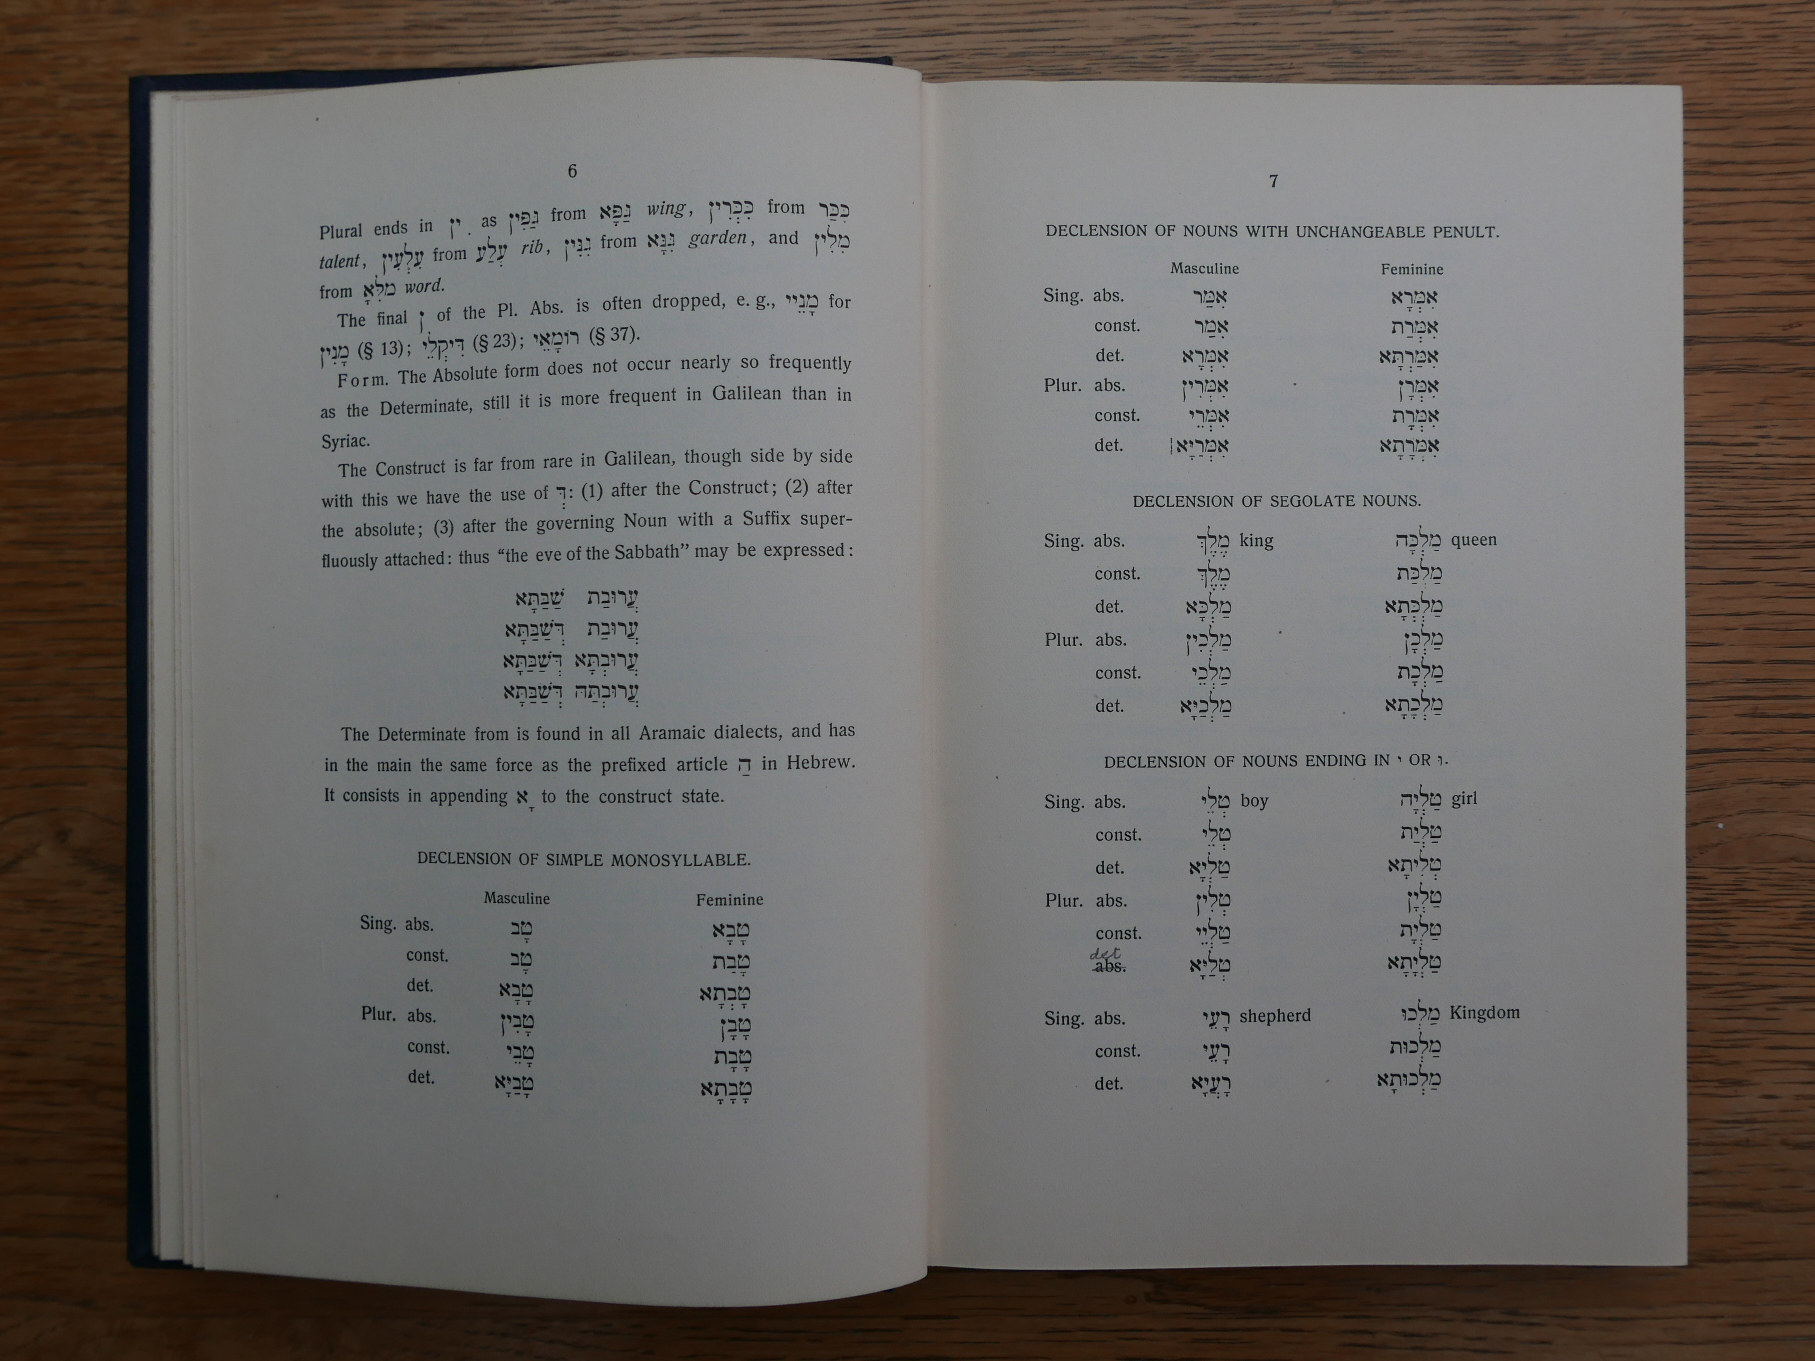 6
Plural ends in ־ִין as גַּפִּין from גַּפָּא wing, כִּכְּרִין from כִּכַּר
talent, עִלְעִין from עְלַע rib, גִּנִּין from גִּנָּא garden, and מִלִּין
from מִלָּא word.
The final ן of the Pl. Abs. is often dropped, e. g., מָנֵיי for
מָנִין (§ 13); דִּיקְלֵי (§ 23); רוֹמָאֵי (§ 37).
Form. The Absolute form does not occur nearly so frequently
as the Determinate, still it is more frequent in Galilean than in
Syriac.
The Construct is far from rare in Galilean, though side by side
with this we have the use of דְּ: (1) after the Construct; (2) after
the absolute; (3) after the governing Noun with a Suffix super-
fluously attached: thus “the eve of the Sabbath” may be expressed:
עֲרוּבַת שַׁבַּתָּא
עֲרוּבַת דְּשַׁבַּתָּא
עֲרוּבְתָּא דְּשַׁבַּתָּא
עֲרוּבְתַּהּ דְּשַׁבַּתָּא
The Determinate from is found in all Aramaic dialects, and has
in the main the same force as the prefixed article הַ in Hebrew.
It consists in appending אָ to the construct state.
DECLENSION OF SIMPLE MONOSYLLABLE.
Masculine Feminine
Sing. abs. טָב טָבָא
const. טָב טָבַת
det. טָבָא טָבְתָא
Plur. abs. טָבִין טָבָן
const. טָבֵי טָבָת
det. טָבַיָּא טָבָתָא
7
DECLENSION OF NOUNS WITH UNCHANGEABLE PENULT.
Masculine Feminine
Sing. abs. אִמַּר אִמְּרָא
const. אִמַּר אִמְּרַת
det. אִמְּרָא אִמַּרְתָּא
Plur. abs. אִמְּרִין אִמְּרָן
const. אִמְּרֵי אִמְּרָת
det. אִמְּרַיָּא אִמְּרָתָא
DECLENSION OF SEGOLATE NOUNS.
Sing. abs. מֶלֶךְ king מַלְכָּה queen
const. מֶלֶךְ מַלְכַּת
det. מַלְכָּא מַלְכְּתָא
Plur. abs. מַלְכִין מַלְכָן
const. מַלְכֵי מַלְכָת
det. מַלְכַיָּא מַלְכָתָא
DECLENSION OF NOUNS ENDING IN י OR ו.
Sing. abs. טְלֵי boy טַלְיָה girl
const. טְלֵי טַלְיַת
det. טַלְיָא טְלִיתָא
Plur. abs. טְלִין טַלְיָן
const. טַלְיֵי טַלְיָת
det
abs. טְלַיָּא טַלְיָתָא
Sing. abs. רָעֵי shepherd מַלְכוּ Kingdom
const. רָעֵי מַלְכוּת
det. רָעֲיָא מַלְכוּתָא